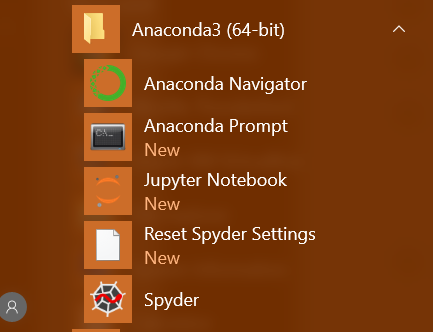 Anaconda3 (64-bit)
Anaconda Navigator
Anaconda Prompt
New
Jupyter Notebook
New
Reset Spyder Settings
New
Spyder